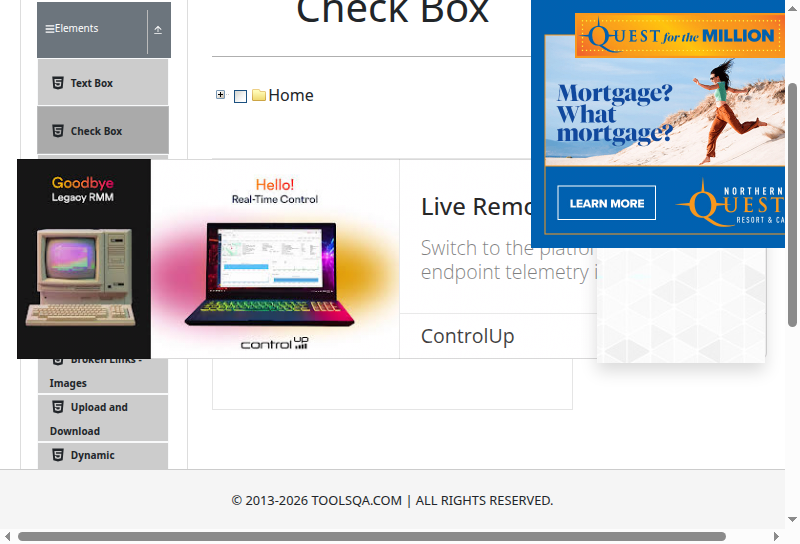 Check Box
Elements
Text Box
Check Box
Home
QUEST for the MILLION
Mortgage?
What
mortgage?
LEARN MORE
NORTHERN
QUEST
RESORT & CA
Goodbye
Legacy RMM
Hello!
Real-Time Control
controlup
Live Remo
Switch to the platfor
endpoint telemetry i
ControlUp
Broken Links -
Images
Upload and
Download
Dynamic
© 2013-2026 TOOLSQA.COM | ALL RIGHTS RESERVED.